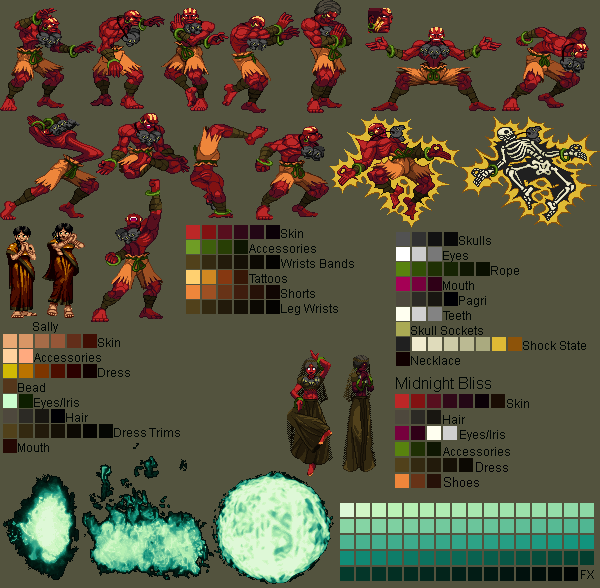 Skin
Accessories
Wrists Bands
Tattoos
Shorts
Leg Wrists
Skulls
Eyes
Rope
Mouth
Pagri
Teeth
Skull Sockets
Shock State
Necklace
Sally
Skin
Accessories
Dress
Bead
Eyes/Iris
Hair
Dress Trims
Mouth
Midnight Bliss
Skin
Hair
Eyes/Iris
Accessories
Dress
Shoes
FX